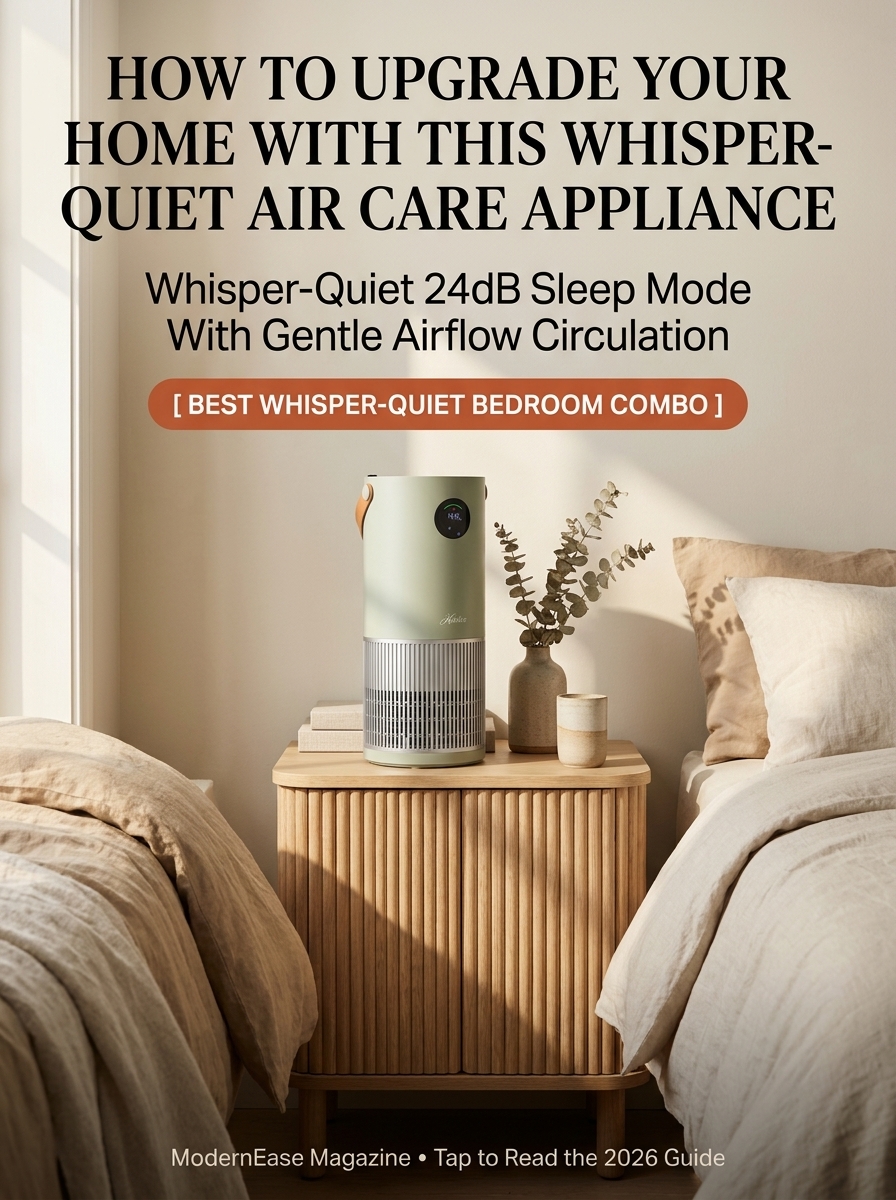 HOW TO UPGRADE YOUR
HOME WITH THIS WHISPER-
QUIET AIR CARE APPLIANCE
Whisper-Quiet 24dB Sleep Mode
With Gentle Airflow Circulation
[ BEST WHISPER-QUIET BEDROOM COMBO ]
ModernEase Magazine • Tap to Read the 2026 Guide